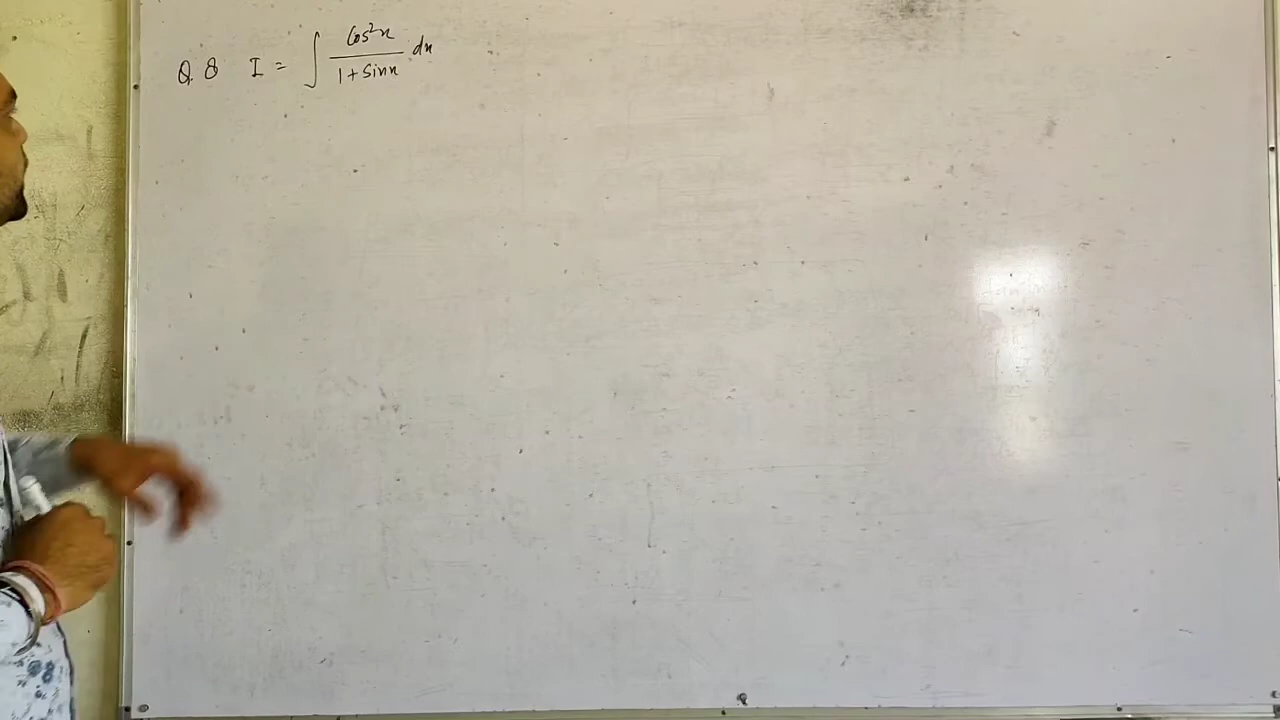 Q. 8 I = ∫ cos²x / (1 + sinx) dx